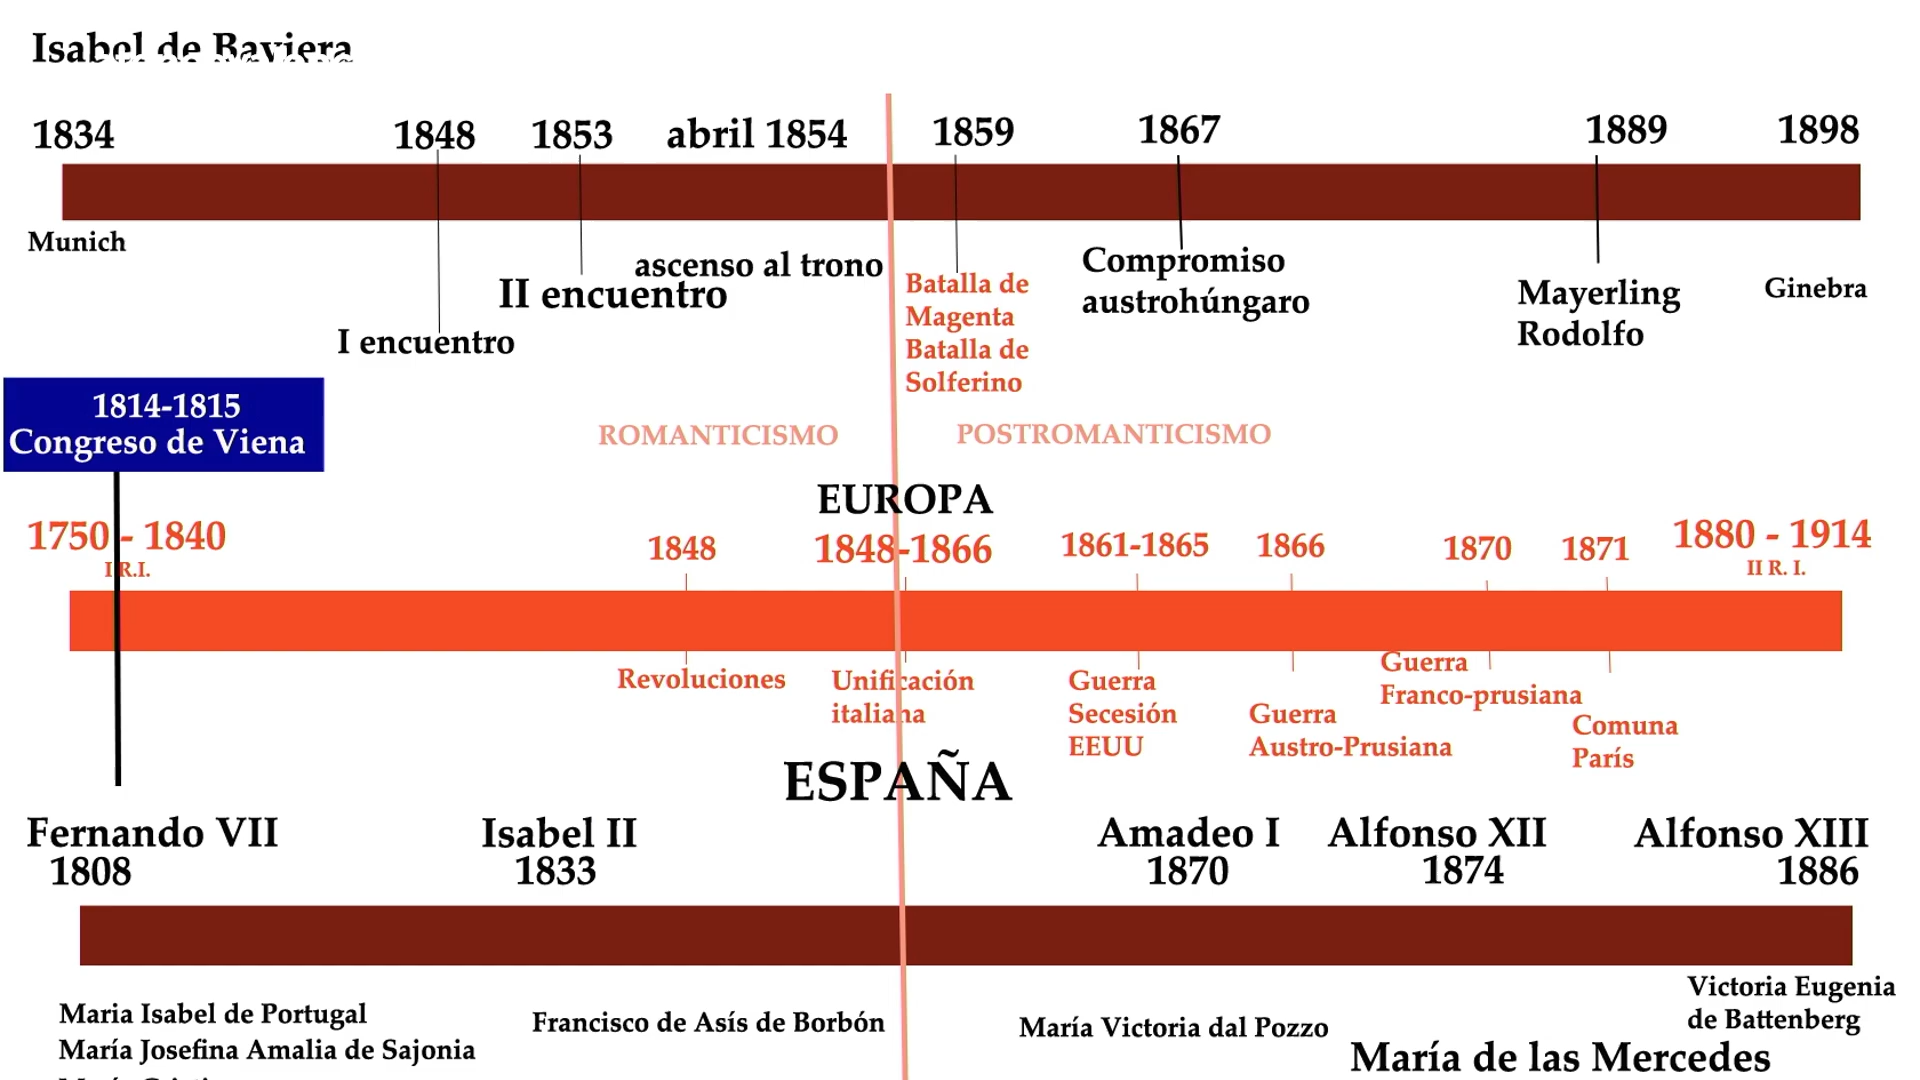 Isabel de Baviera
1834
1848
1853
abril 1854
1859
1867
1889
1898
Munich
I encuentro
II encuentro
ascenso al trono
Batalla de
Magenta
Batalla de
Solferino
Compromiso
austrohúngaro
Mayerling
Rodolfo
Ginebra
1814-1815
Congreso de Viena
ROMANTICISMO
POSTROMANTICISMO
EUROPA
1750 - 1840
I R.I.
1848
1848-1866
1861-1865
1866
1870
1871
1880 - 1914
II R. I.
Revoluciones
Unificación
italiana
Guerra
Secesión
EEUU
Guerra
Austro-Prusiana
Guerra
Franco-prusiana
Comuna
París
ESPAÑA
Fernando VII
1808
Isabel II
1833
Amadeo I
1870
Alfonso XII
1874
Alfonso XIII
1886
Maria Isabel de Portugal
María Josefina Amalia de Sajonia
Francisco de Asís de Borbón
María Victoria dal Pozzo
María de las Mercedes
Victoria Eugenia
de Battenberg